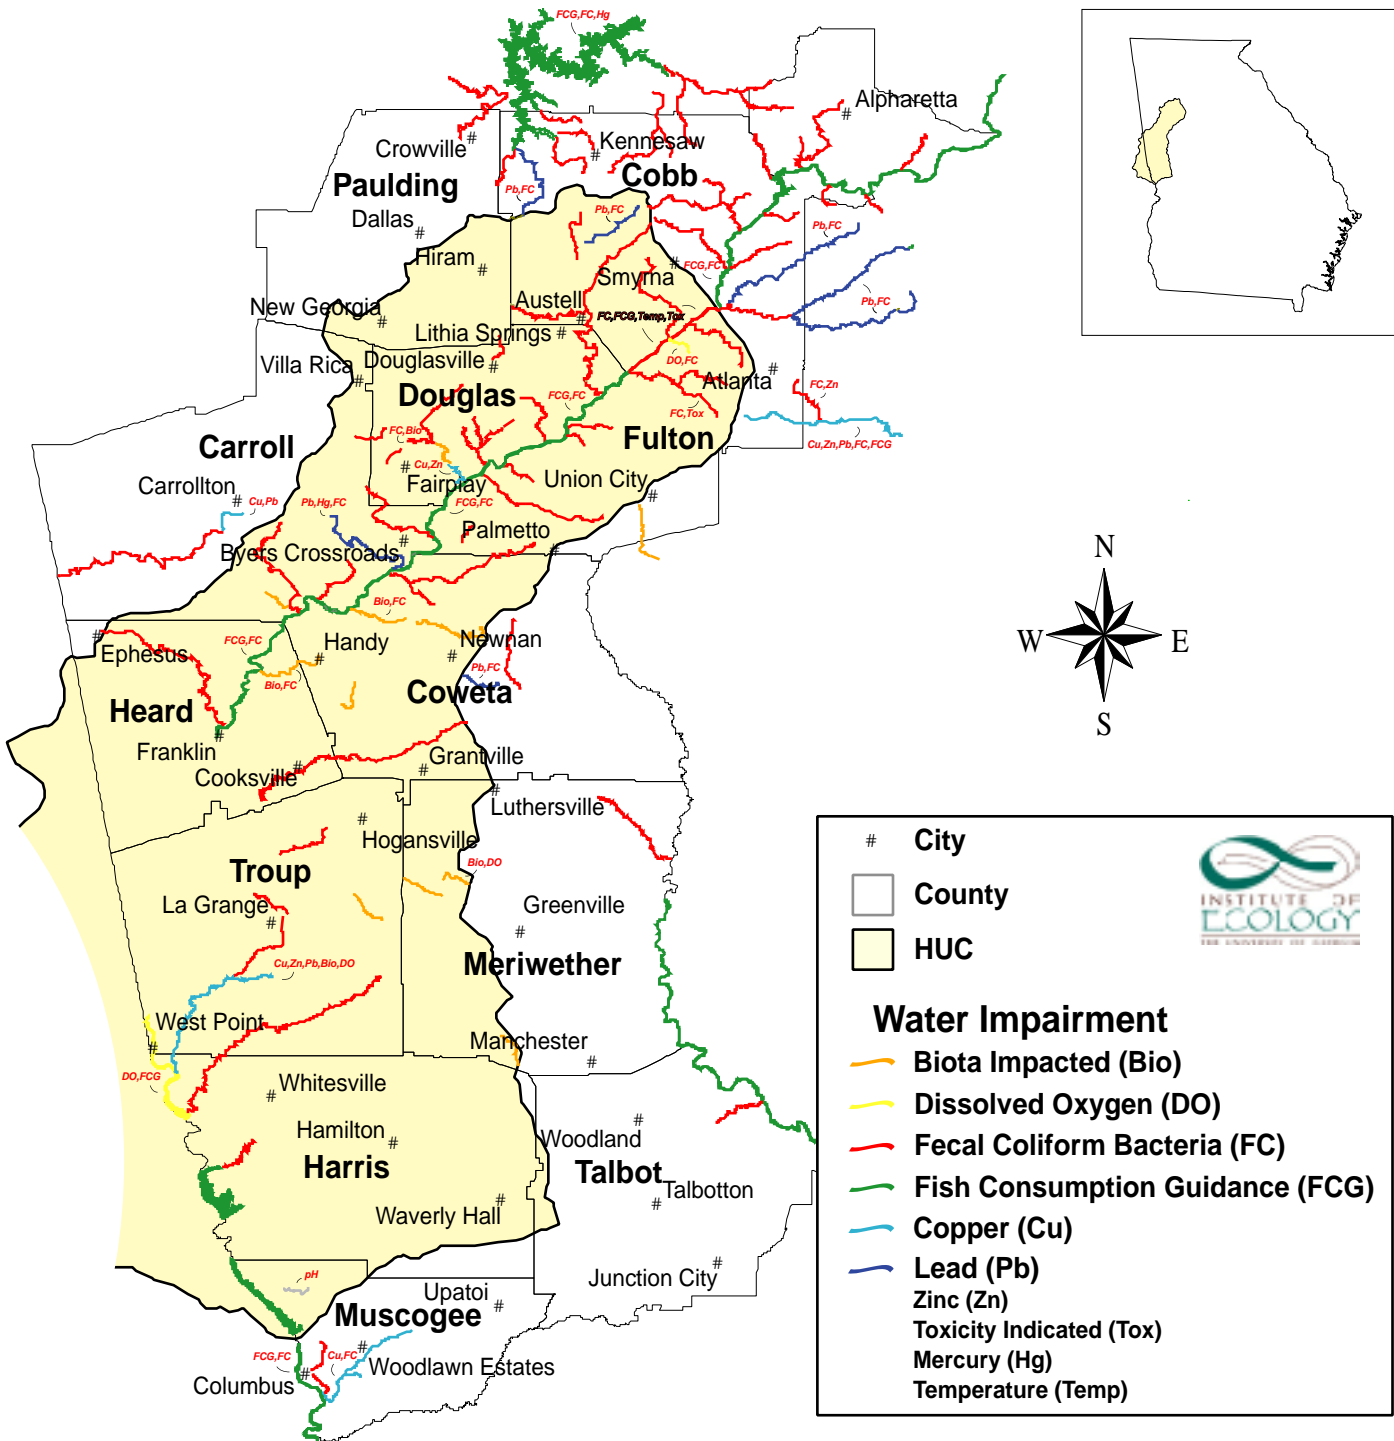 FCG,FC,Hg
Alpharetta
Crowville
Kennesaw
Paulding
Cobb
Pb,FC
Dallas
Pb,FC
Pb,FC
Hiram
Smyrna
FCG,FC
New Georgia
Austell
Pb,FC
FC,FCG,Temp,Tox
Lithia Springs
Villa Rica
Douglasville
DO,FC
Atlanta
FC,Zn
Douglas
FCG,FC
FC,Tox
Carroll
FC,Bio
Fulton
Cu,Zn,Pb,FC,FCG
Cu,Zn
Carrollton
Fairplay
Union City
Cu,Pb
Pb,Hg,FC
FCG,FC
Palmetto
Byers Crossroads
Bio,FC
Ephesus
FCG,FC
Handy
Newnan
Pb,FC
Bio,FC
Coweta
Heard
Franklin
Grantville
Cooksville
Luthersville
Hogansville
Troup
Bio,DO
La Grange
Greenville
Cu,Zn,Pb,Bio,DO
Meriwether
West Point
Manchester
DO,FCG
Whitesville
Hamilton
Woodland
Harris
Talbot
Talbotton
Waverly Hall
pH
Junction City
Upatoi
Muscogee
FCG,FC
Cu,FC
Woodlawn Estates
Columbus
N
W
E
S
# City
County
HUC
INSTITUTE OF
ECOLOGY
THE UNIVERSITY OF GEORGIA
Water Impairment
Biota Impacted (Bio)
Dissolved Oxygen (DO)
Fecal Coliform Bacteria (FC)
Fish Consumption Guidance (FCG)
Copper (Cu)
Lead (Pb)
Zinc (Zn)
Toxicity Indicated (Tox)
Mercury (Hg)
Temperature (Temp)